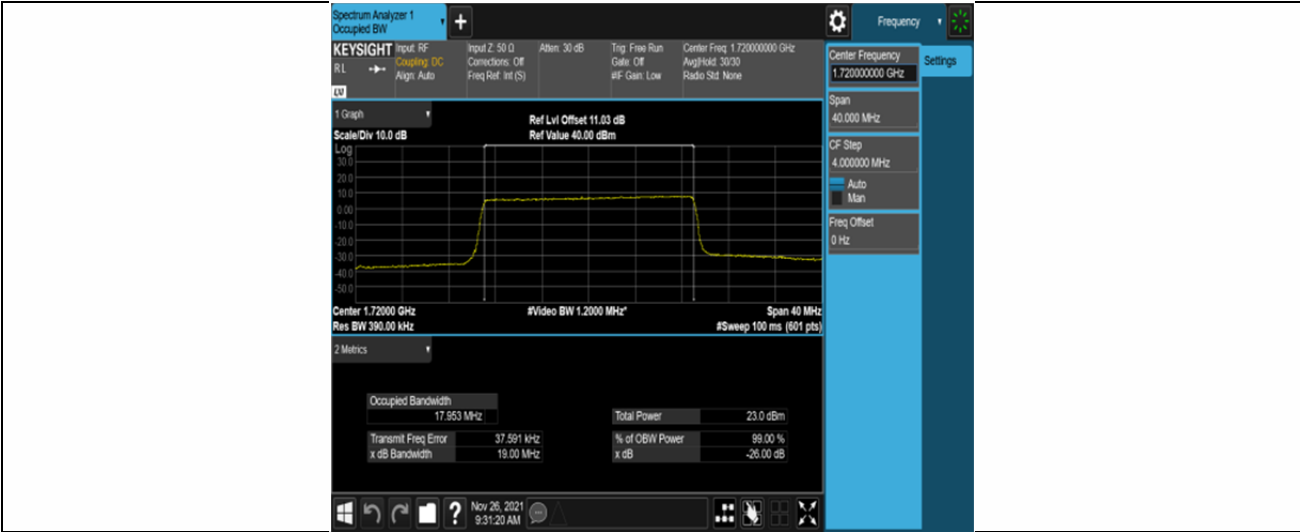 Spectrum Analyzer 1
Occupied BW
+
Frequency
KEYSIGHT
RL
Input: RF
Coupling: DC
Align: Auto
Input Z: 50 Ω
Corrections: Off
Freq Ref: Int (S)
Atten: 30 dB
Trig: Free Run
Gate: Off
#IF Gain: Low
Center Freq: 1.720000000 GHz
Avg|Hold: 30/30
Radio Std: None
Center Frequency
1.720000000 GHz
Settings
Span
40.000 MHz
CF Step
4.000000 MHz
Auto
Man
Freq Offset
0 Hz
1 Graph
Scale/Div 10.0 dB
Ref Lvl Offset 11.03 dB
Ref Value 40.00 dBm
Log
30.0
20.0
10.0
0.00
-10.0
-20.0
-30.0
-40.0
-50.0
Center 1.72000 GHz
#Video BW 1.2000 MHz*
Span 40 MHz
Res BW 390.00 kHz
#Sweep 100 ms (601 pts)
2 Metrics
Occupied Bandwidth
17.953 MHz
Total Power 23.0 dBm
Transmit Freq Error 37.591 kHz
% of OBW Power 99.00 %
x dB Bandwidth 19.00 MHz
x dB -26.00 dB
?
Nov 26, 2021
9:31:20 AM